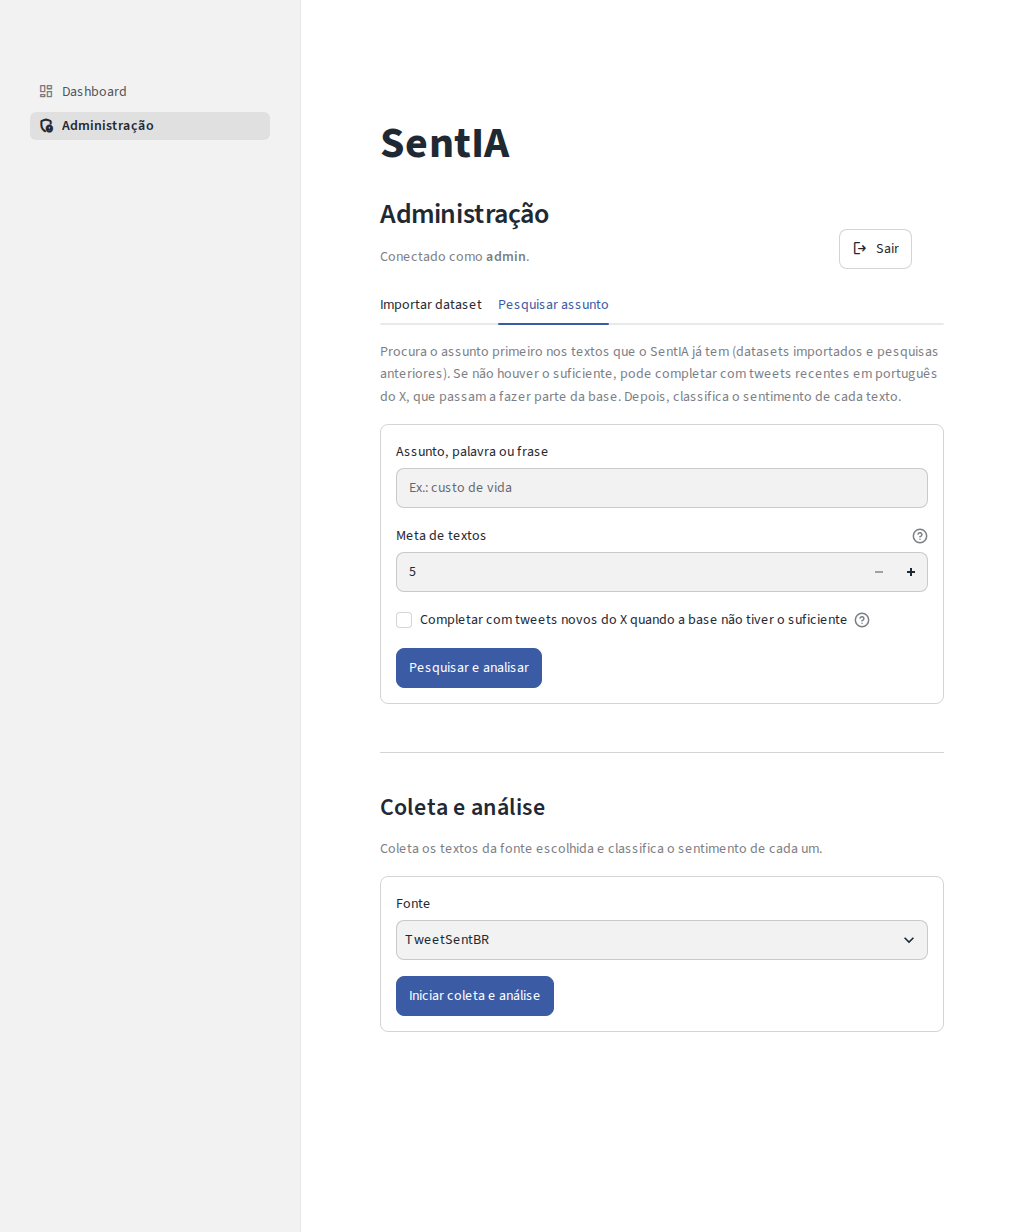 Dashboard
Administração
SentIA
Administração
Conectado como admin.
Sair
Importar dataset
Pesquisar assunto
Procura o assunto primeiro nos textos que o SentIA já tem (datasets importados e pesquisas
anteriores). Se não houver o suficiente, pode completar com tweets recentes em português
do X, que passam a fazer parte da base. Depois, classifica o sentimento de cada texto.
Assunto, palavra ou frase
Ex.: custo de vida
Meta de textos
5
Completar com tweets novos do X quando a base não tiver o suficiente
Pesquisar e analisar
Coleta e análise
Coleta os textos da fonte escolhida e classifica o sentimento de cada um.
Fonte
TweetSentBR
Iniciar coleta e análise